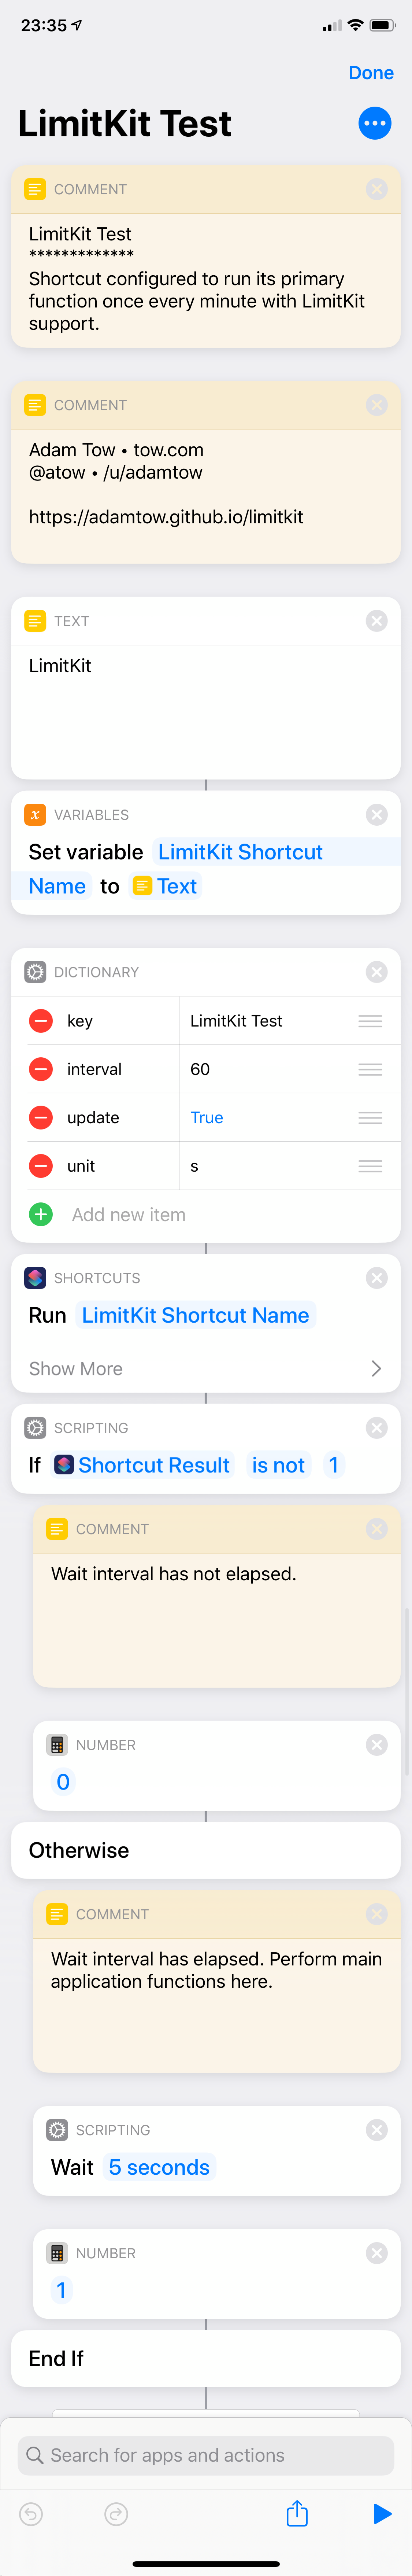 23:35
Done
LimitKit Test
COMMENT
LimitKit Test
*************
Shortcut configured to run its primary
function once every minute with LimitKit
support.
COMMENT
Adam Tow • tow.com
@atow • /u/adamtow
https://adamtow.github.io/limitkit
TEXT
LimitKit
VARIABLES
Set variable LimitKit Shortcut
Name to Text
DICTIONARY
key LimitKit Test
interval 60
update True
unit s
Add new item
SHORTCUTS
Run LimitKit Shortcut Name
Show More
SCRIPTING
If Shortcut Result is not 1
COMMENT
Wait interval has not elapsed.
NUMBER
0
Otherwise
COMMENT
Wait interval has elapsed. Perform main
application functions here.
SCRIPTING
Wait 5 seconds
NUMBER
1
End If
Search for apps and actions